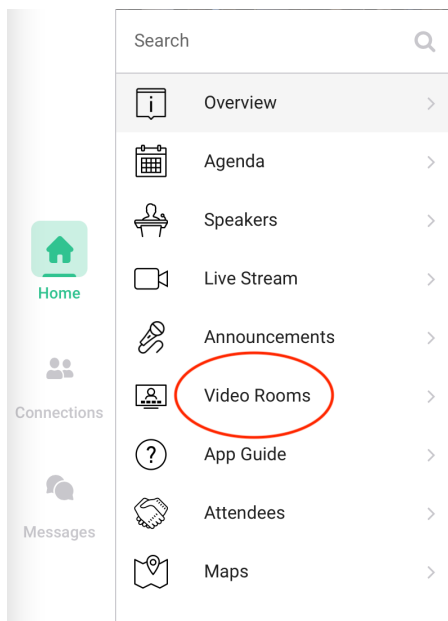 Search
Overview
Agenda
Speakers
Live Stream
Home
Announcements
Video Rooms
Connections
App Guide
Attendees
Messages
Maps